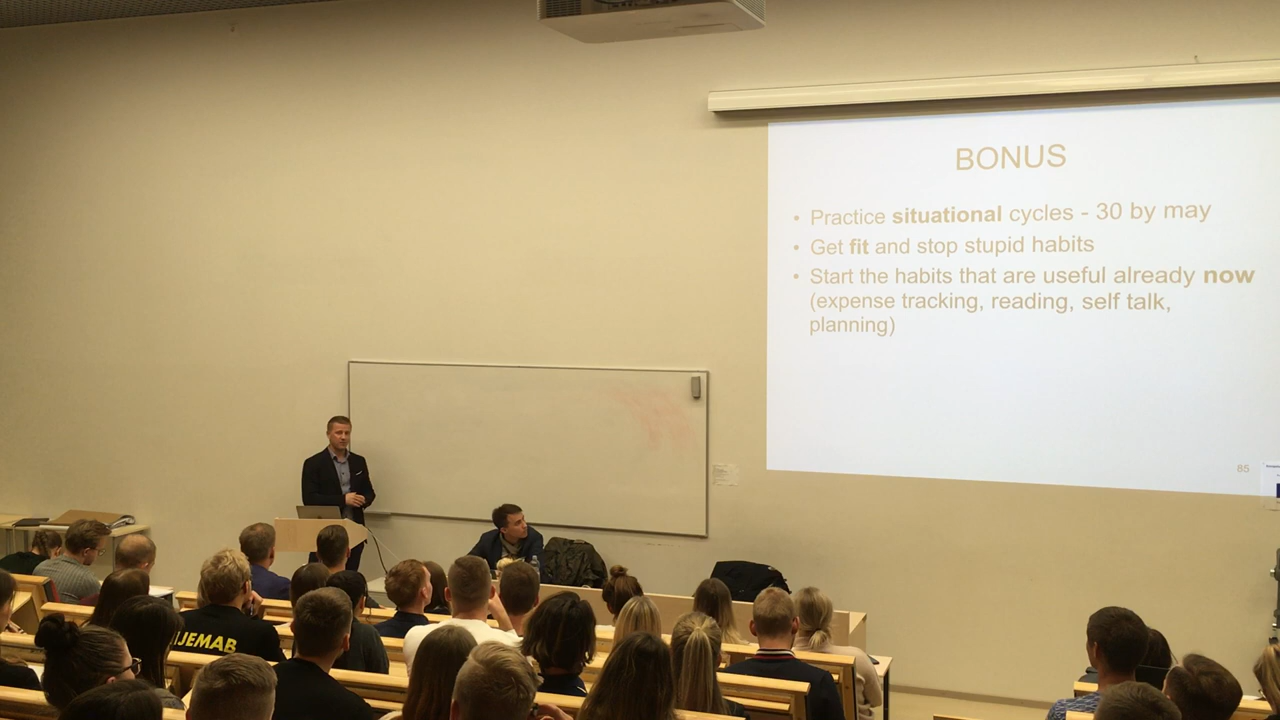 BONUS
• Practice situational cycles - 30 by may
• Get fit and stop stupid habits
• Start the habits that are useful already now
(expense tracking, reading, self talk,
planning)
85
IJEMAB